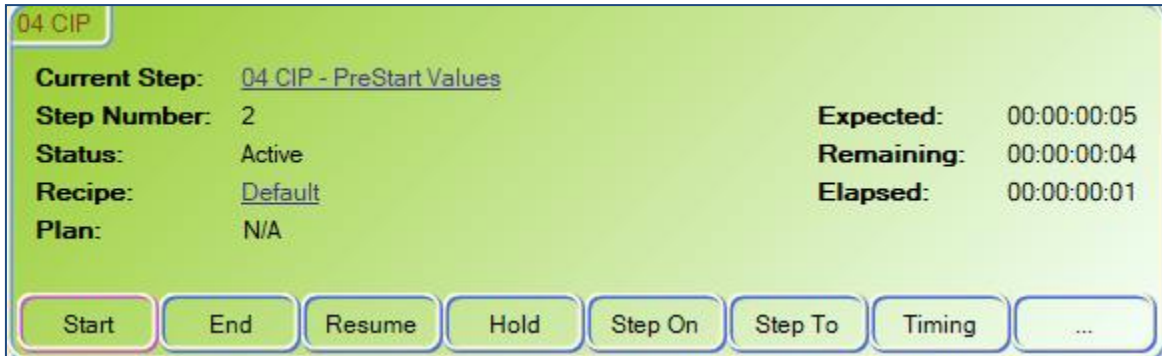 04 CIP
Current Step: 04 CIP - PreStart Values
Step Number: 2 Expected: 00:00:00:05
Status: Active Remaining: 00:00:00:04
Recipe: Default Elapsed: 00:00:00:01
Plan: N/A
Start End Resume Hold Step On Step To Timing ...